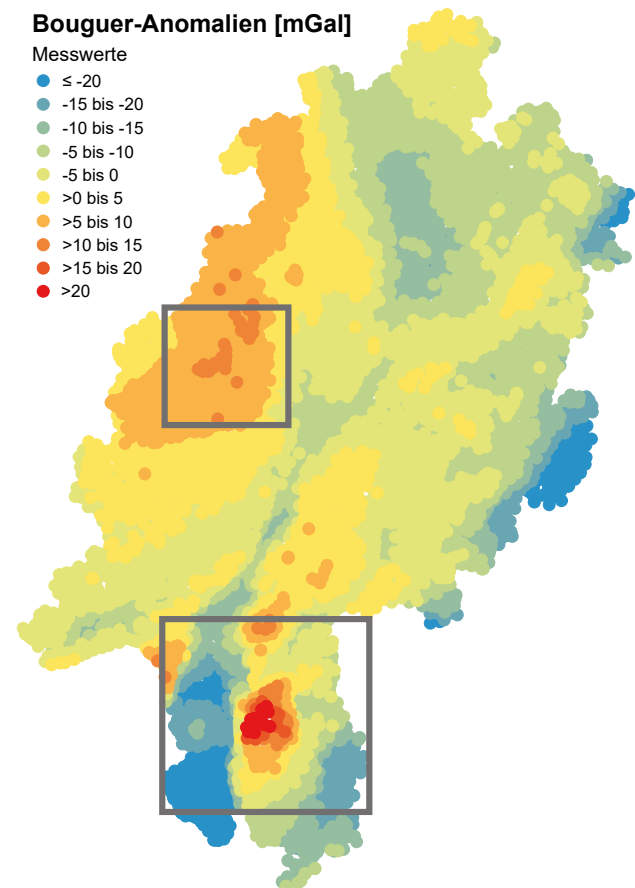 Bouguer-Anomalien [mGal]
Messwerte
≤ -20
-15 bis -20
-10 bis -15
-5 bis -10
-5 bis 0
>0 bis 5
>5 bis 10
>10 bis 15
>15 bis 20
>20